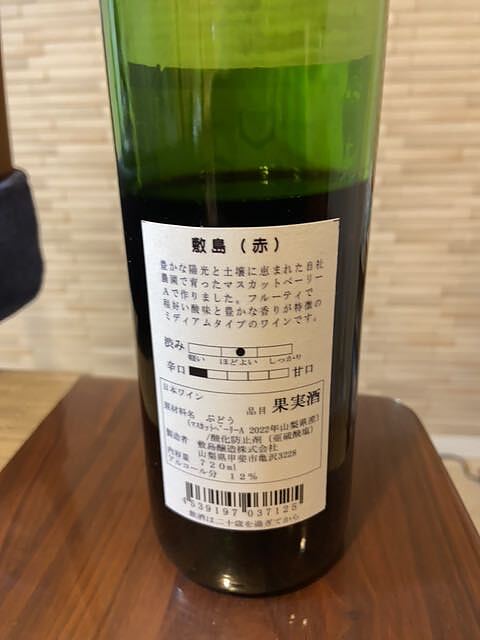 敷島（赤）
豊かな陽光と土壌に恵まれた自社
農園で育ったマスカットベーリー
Aで作りました。フルーティで
程好い酸味と豊かな香りが特徴の
ミディアムタイプのワインです。
渋み
軽い ほどよい しっかり
辛口 甘口
日本ワイン 品目 果実酒
原材料名 ぶどう
(マスカットベーリーA 2022年山梨県産)
/酸化防止剤（亜硫酸塩）
製造者 敷島醸造株式会社
山梨県甲斐市亀沢3228
内容量 720ml
アルコール分 12%
4539197 037125
飲酒は二十歳を過ぎてから